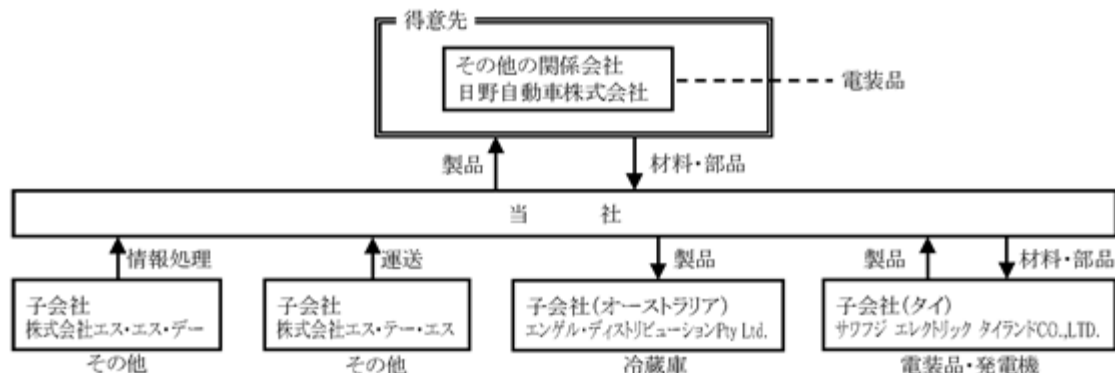 得意先
その他の関係会社
日野自動車株式会社
電装品
製品
材料・部品
当 社
情報処理
運送
製品
製品
材料・部品
子会社
株式会社エス・エス・デー
子会社
株式会社エス・テー・エス
子会社(オーストラリア)
エンゲル・ディストリビューションPty Ltd.
子会社(タイ)
サワフジ エレクトリック タイランドCO.,LTD.
その他
その他
冷蔵庫
電装品・発電機